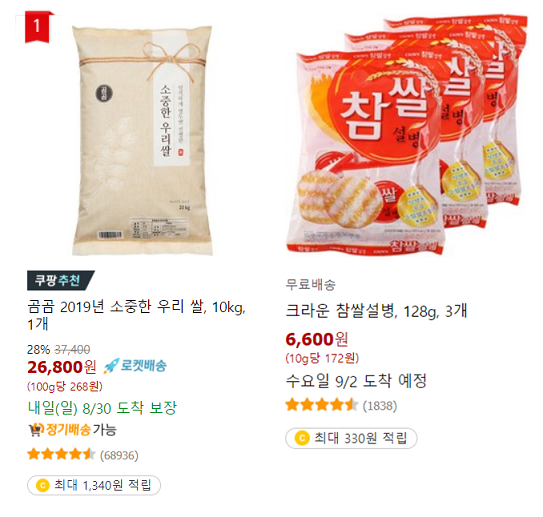 1
곰곰
소중한 우리쌀
20kg
쿠팡추천
곰곰 2019년 소중한 우리 쌀, 10kg,
1개
28% 37,400
26,800원 로켓배송
(100g당 268원)
내일(일) 8/30 도착 보장
정기배송가능
(68936)
C 최대 1,340원 적립
참쌀
설병
쌀
참쌀설병
무료배송
크라운 참쌀설병, 128g, 3개
6,600원
(10g당 172원)
수요일 9/2 도착 예정
(1838)
C 최대 330원 적립